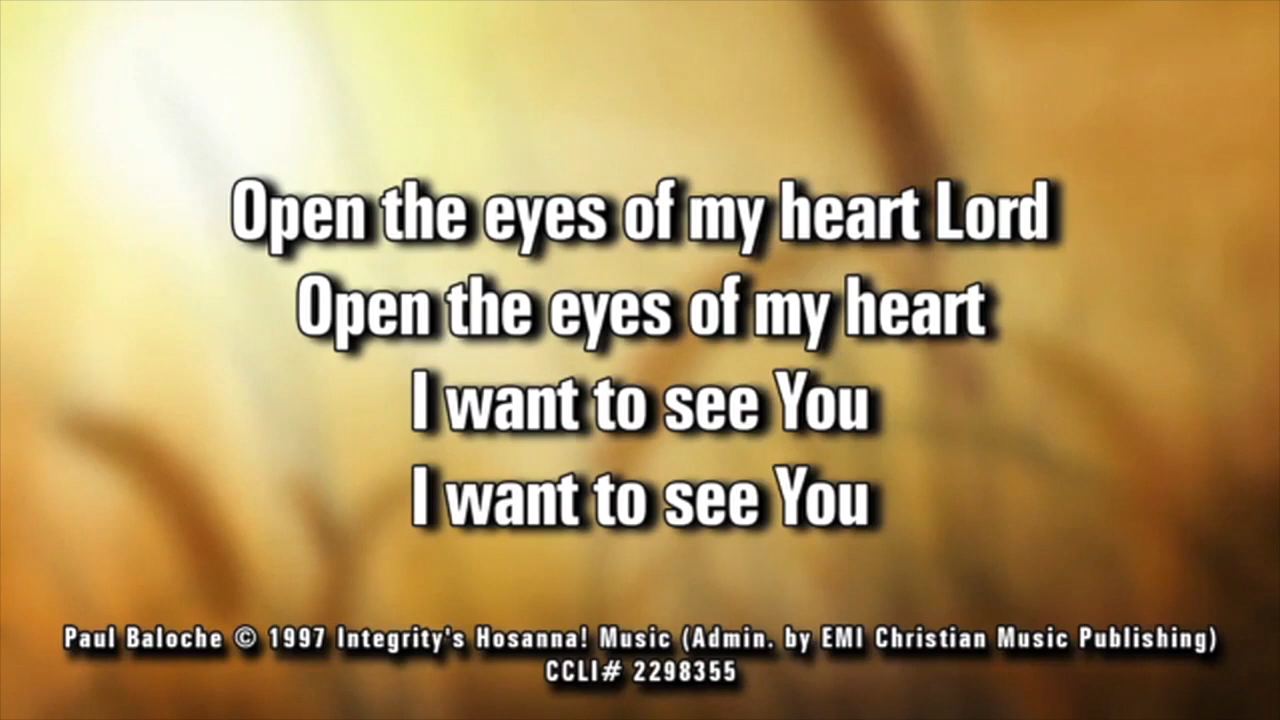 Open the eyes of my heart Lord
Open the eyes of my heart
I want to see You
I want to see You
Paul Baloche © 1997 Integrity's Hosanna! Music (Admin. by EMI Christian Music Publishing)
CCLI# 2298355